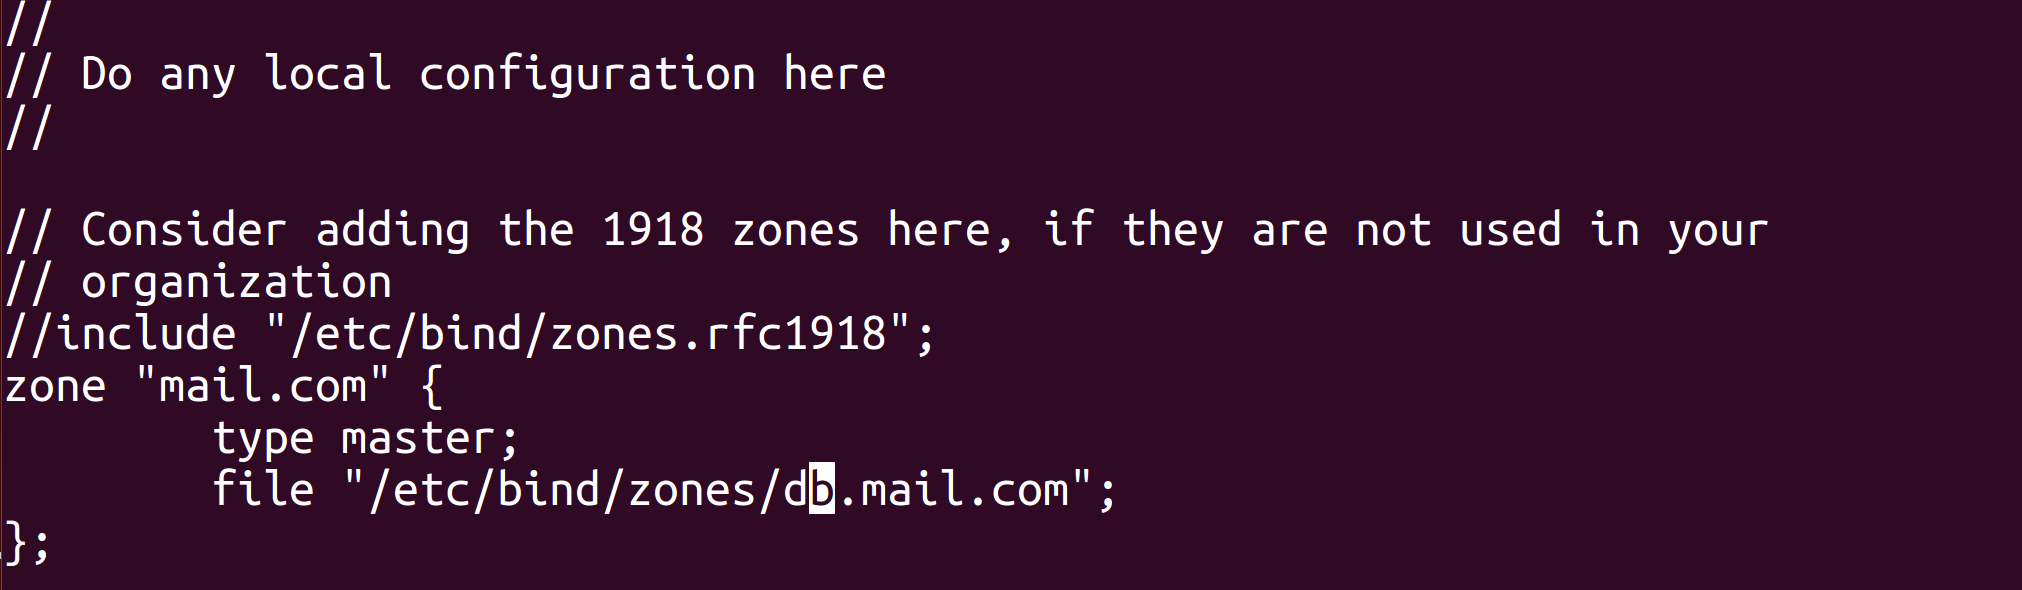 //
// Do any local configuration here
//
// Consider adding the 1918 zones here, if they are not used in your
// organization
//include "/etc/bind/zones.rfc1918";
zone "mail.com" {
type master;
file "/etc/bind/zones/db.mail.com";
};